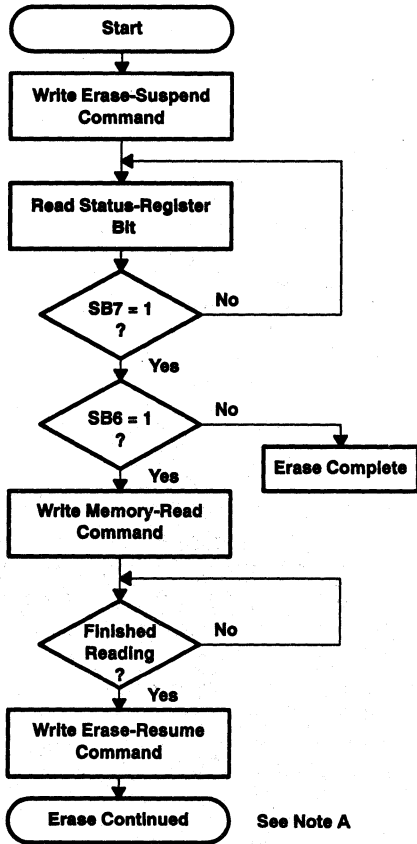 Start
Write Erase-Suspend
Command
Read Status-Register
Bit
SB7 = 1
?
No
Yes
SB6 = 1
?
No
Yes
Erase Complete
Write Memory-Read
Command
Finished
Reading
?
No
Yes
Write Erase-Resume
Command
Erase Continued
See Note A